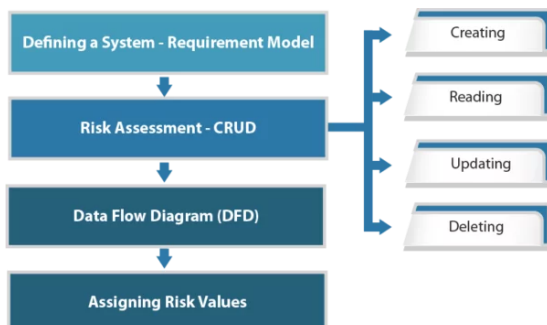 Defining a System - Requirement Model
Risk Assessment - CRUD
Data Flow Diagram (DFD)
Assigning Risk Values
Creating
Reading
Updating
Deleting